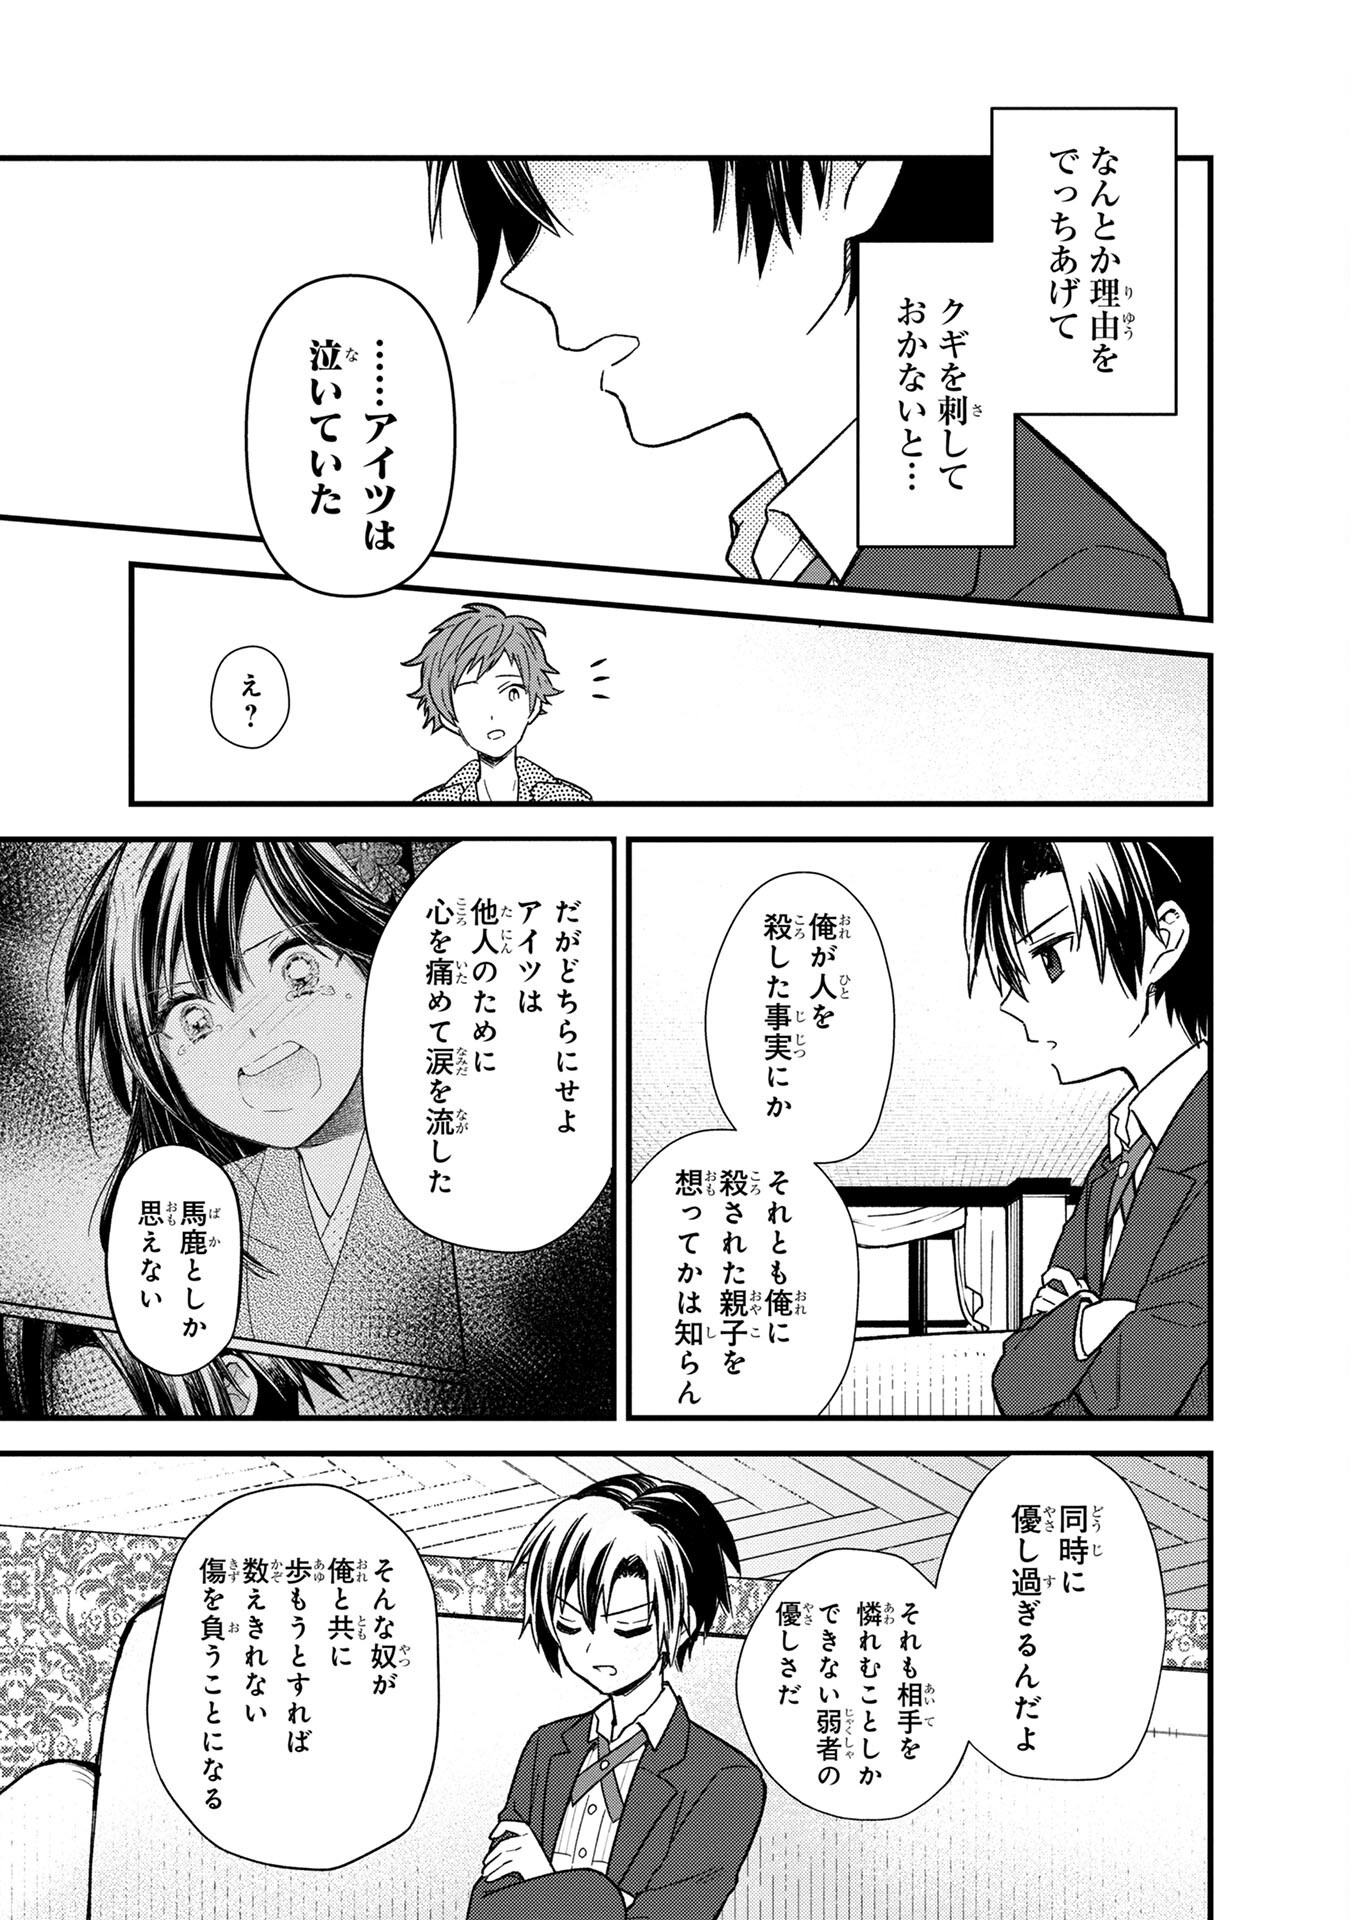 なんとか理由を
でっちあげて
クギを刺して
おかないと…
……アイツは
泣いていた
え？
俺が人を
殺した事実にか
それとも俺に
殺された親子を
想ってかは知らん
だがどちらにせよ
アイツは
他人のために
心を痛めて涙を流した
馬鹿としか
思えない
同時に
優し過ぎるんだよ
それも相手を
憐れむことしか
できない弱者の
優しさだ
そんな奴が
俺と共に
歩もうとすれば
数えきれない
傷を負うことになる